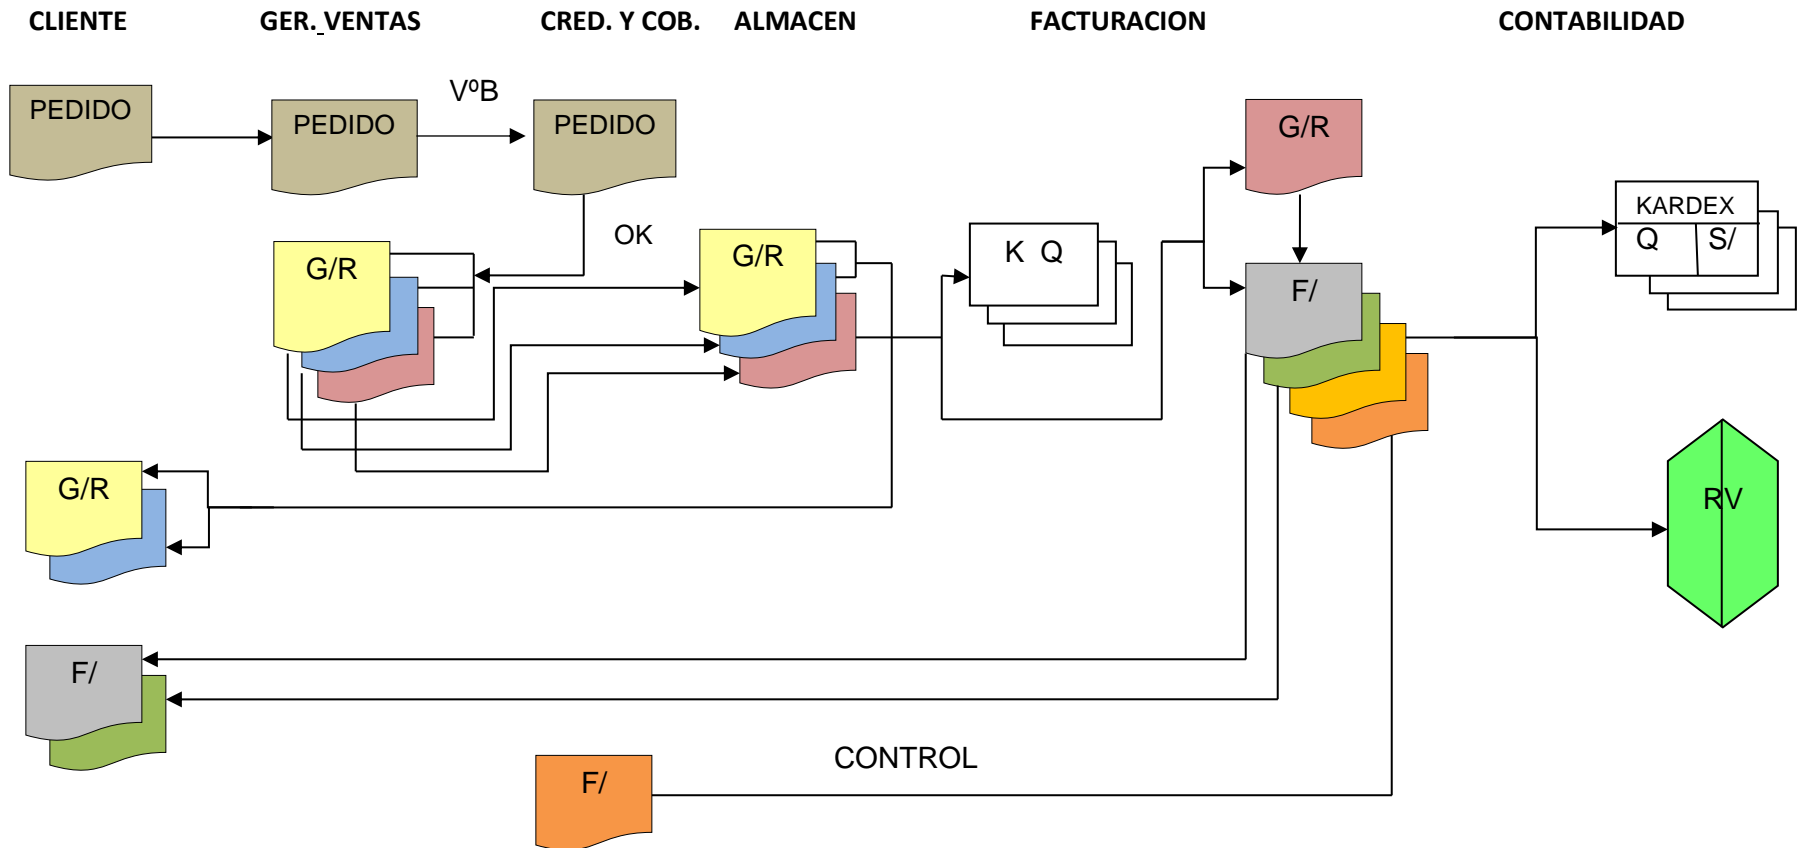 CLIENTE GER. VENTAS CRED. Y COB. ALMACEN FACTURACION CONTABILIDAD
VºB
PEDIDO PEDIDO PEDIDO G/R
KARDEX
OK Q S/
G/R G/R K Q F/
G/R RV
F/
CONTROL
F/